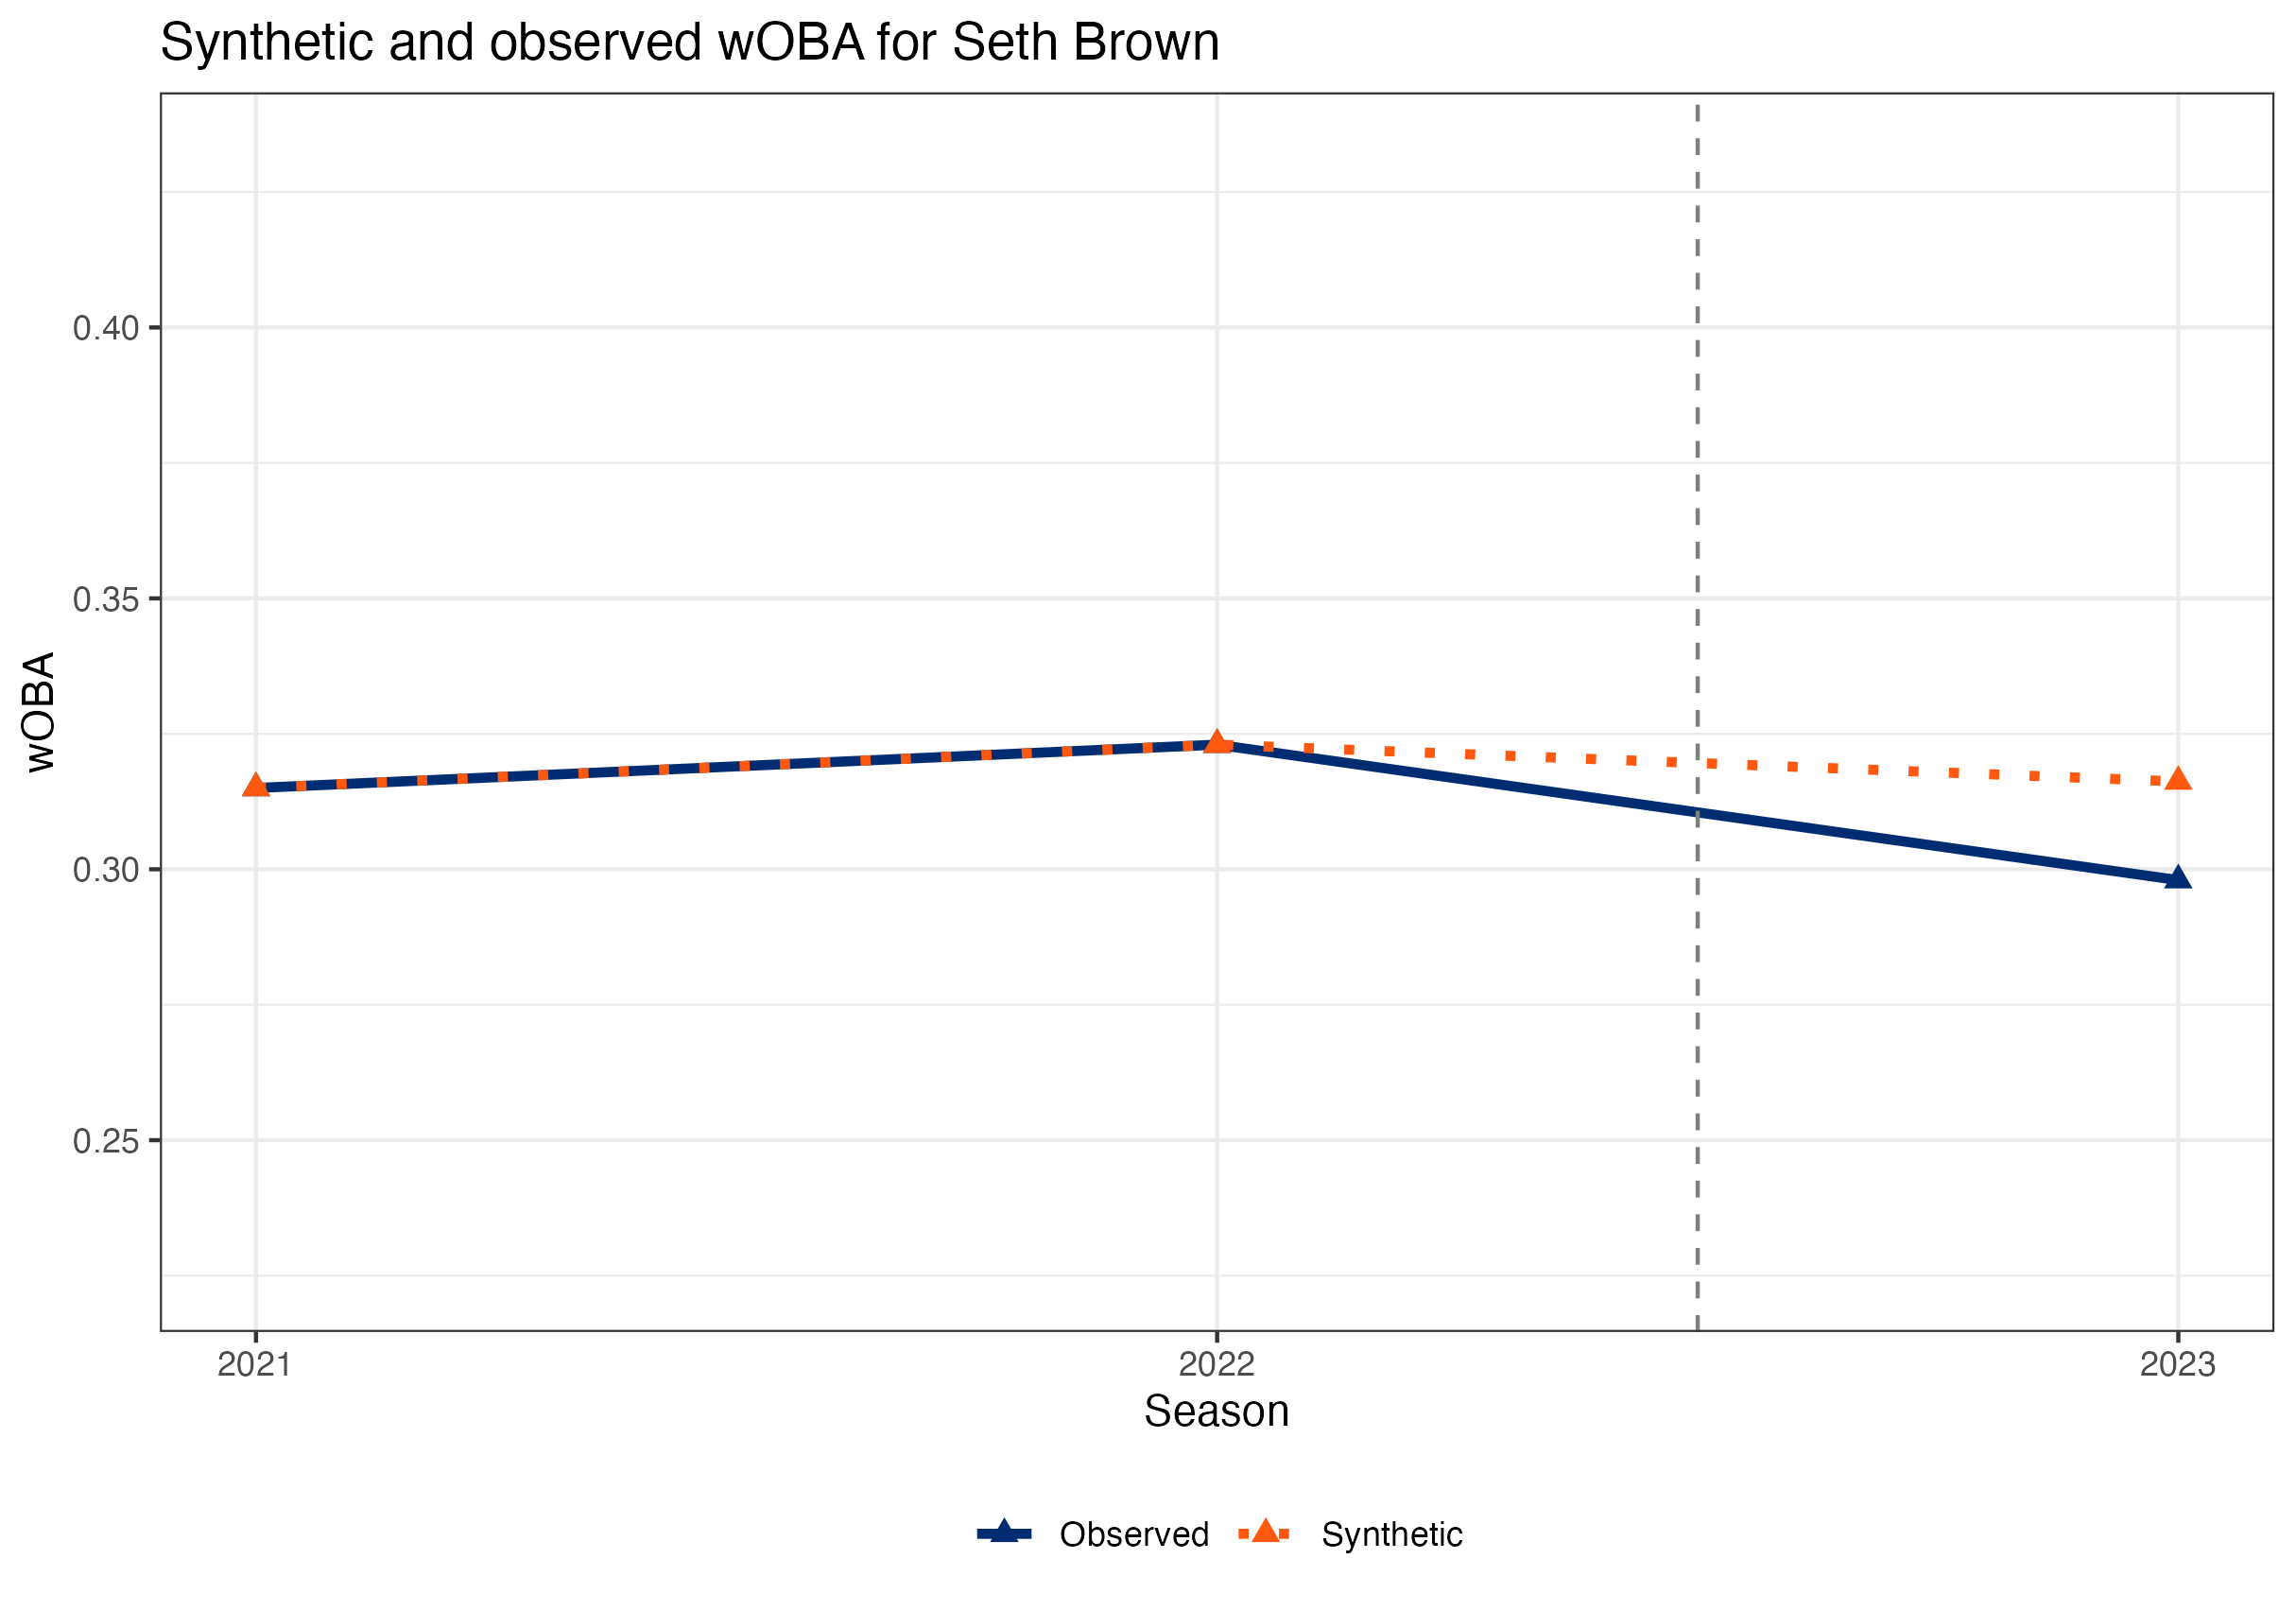 Synthetic and observed wOBA for Seth Brown
wOBA
0.40
0.35
0.30
0.25
2021 2022 2023
Season
Observed Synthetic